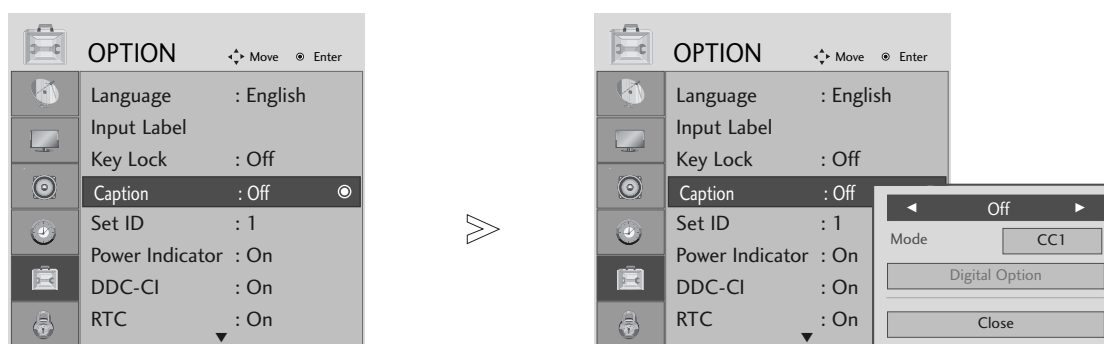 OPTION Move Enter
Language : English
Input Label
Key Lock : Off
Caption : Off
Set ID : 1
Power Indicator : On
DDC-CI : On
RTC : On
OPTION Move Enter
Language : English
Input Label
Key Lock : Off
Caption : Off
Set ID : 1
Power Indicator : On
DDC-CI : On
RTC : On
Off
Mode CC1
Digital Option
Close